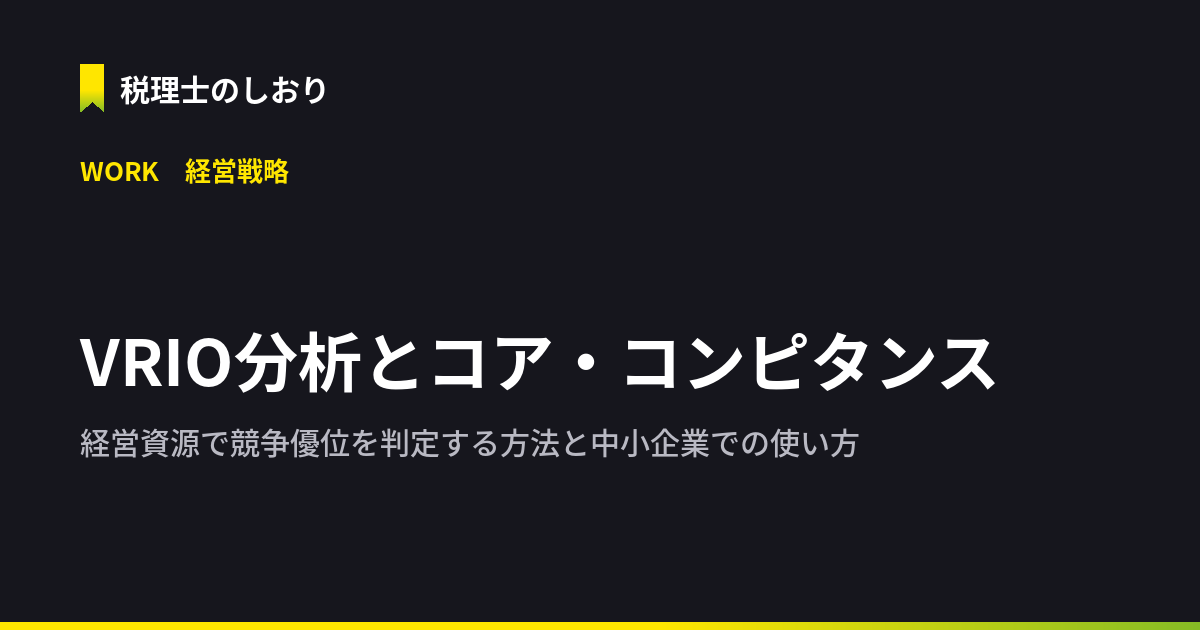 税理士のしおり
WORK　経営戦略
VRIO分析とコア・コンピタンス
経営資源で競争優位を判定する方法と中小企業での使い方